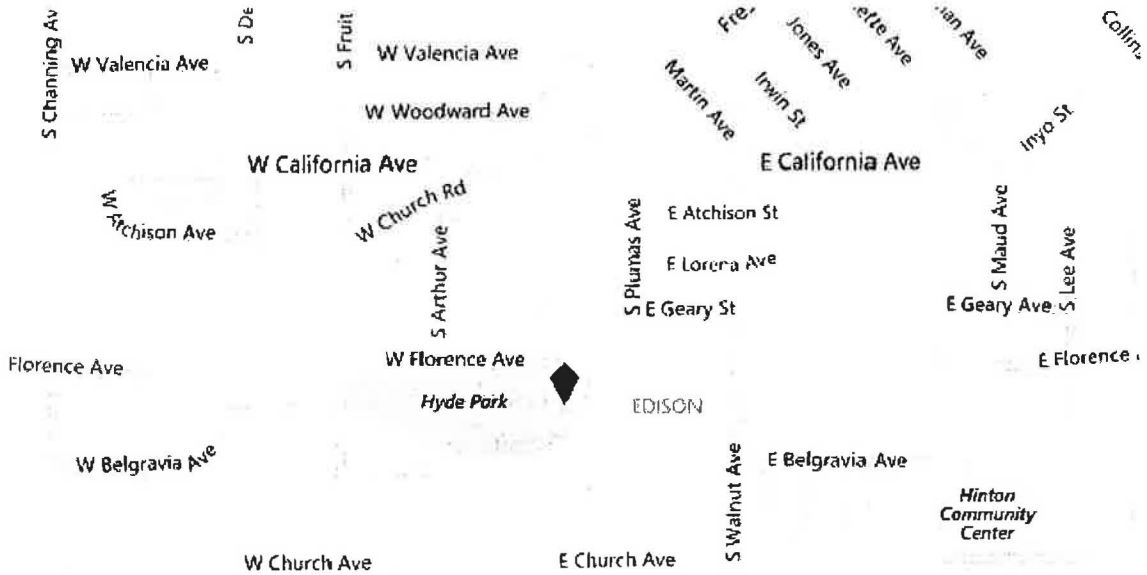 S Channing Av
S De
S Fruit
W Valencia Ave
W Valencia Ave
W Woodward Ave
Martin Ave
Irwin St
Jones Ave
Inyo St
W California Ave
E California Ave
W Atchison Ave
W Church Rd
S Arthur Ave
S Plumas Ave
E Atchison St
E Lorena Ave
E Geary St
S Maud Ave
S Lee Ave
E Geary Ave
Florence Ave
W Florence Ave
E Florence
Hyde Park
EDISON
W Belgravia Ave
S Walnut Ave
E Belgravia Ave
Hinton
Community
Center
W Church Ave
E Church Ave